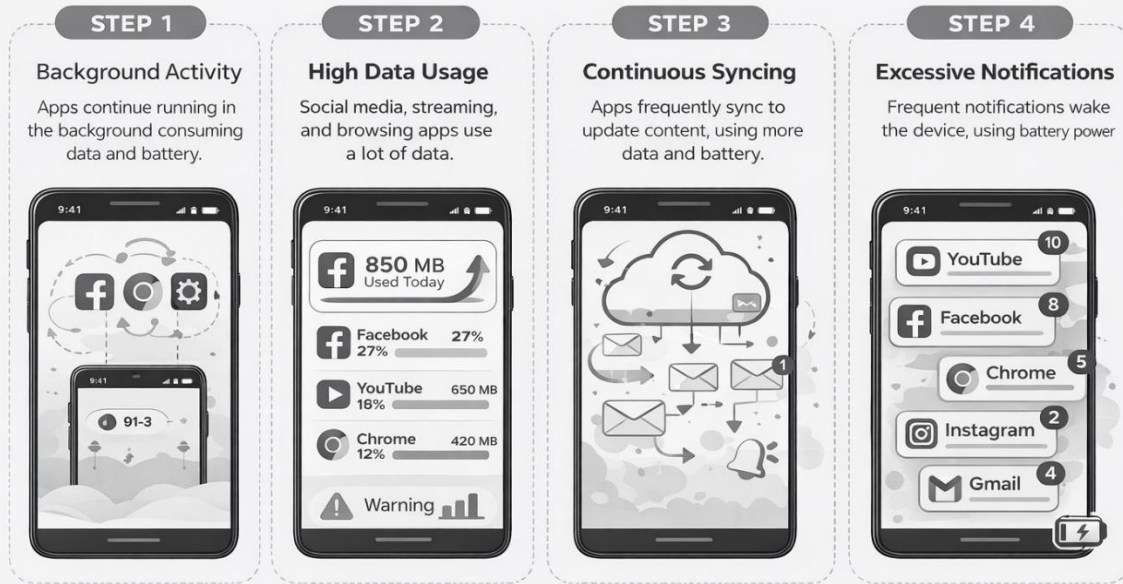 STEP 1
Background Activity
Apps continue running in
the background consuming
data and battery.
9:41
9:41
91-3
STEP 2
High Data Usage
Social media, streaming,
and browsing apps use
a lot of data.
9:41
850 MB
Used Today
Facebook 27%
27%
YouTube 650 MB
18%
Chrome 420 MB
12%
Warning
STEP 3
Continuous Syncing
Apps frequently sync to
update content, using more
data and battery.
9:41
1
STEP 4
Excessive Notifications
Frequent notifications wake
the device, using battery power
9:41
10
YouTube
8
Facebook
5
Chrome
2
Instagram
4
Gmail